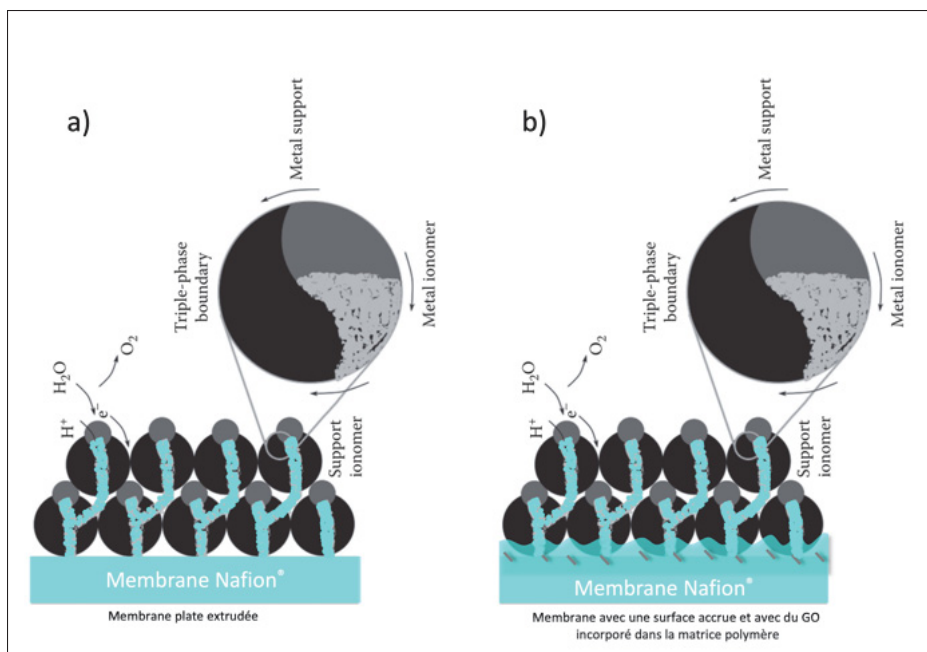 a)
Metal support
Triple-phase
boundary
Metal ionomer
H₂O
O₂
H⁺
e⁻
Support
ionomer
Membrane Nafion®
Membrane plate extrudée
b)
Metal support
Triple-phase
boundary
Metal ionomer
H₂O
O₂
H⁺
e⁻
Support
ionomer
Membrane Nafion®
Membrane avec une surface accrue et avec du GO
incorporé dans la matrice polymère